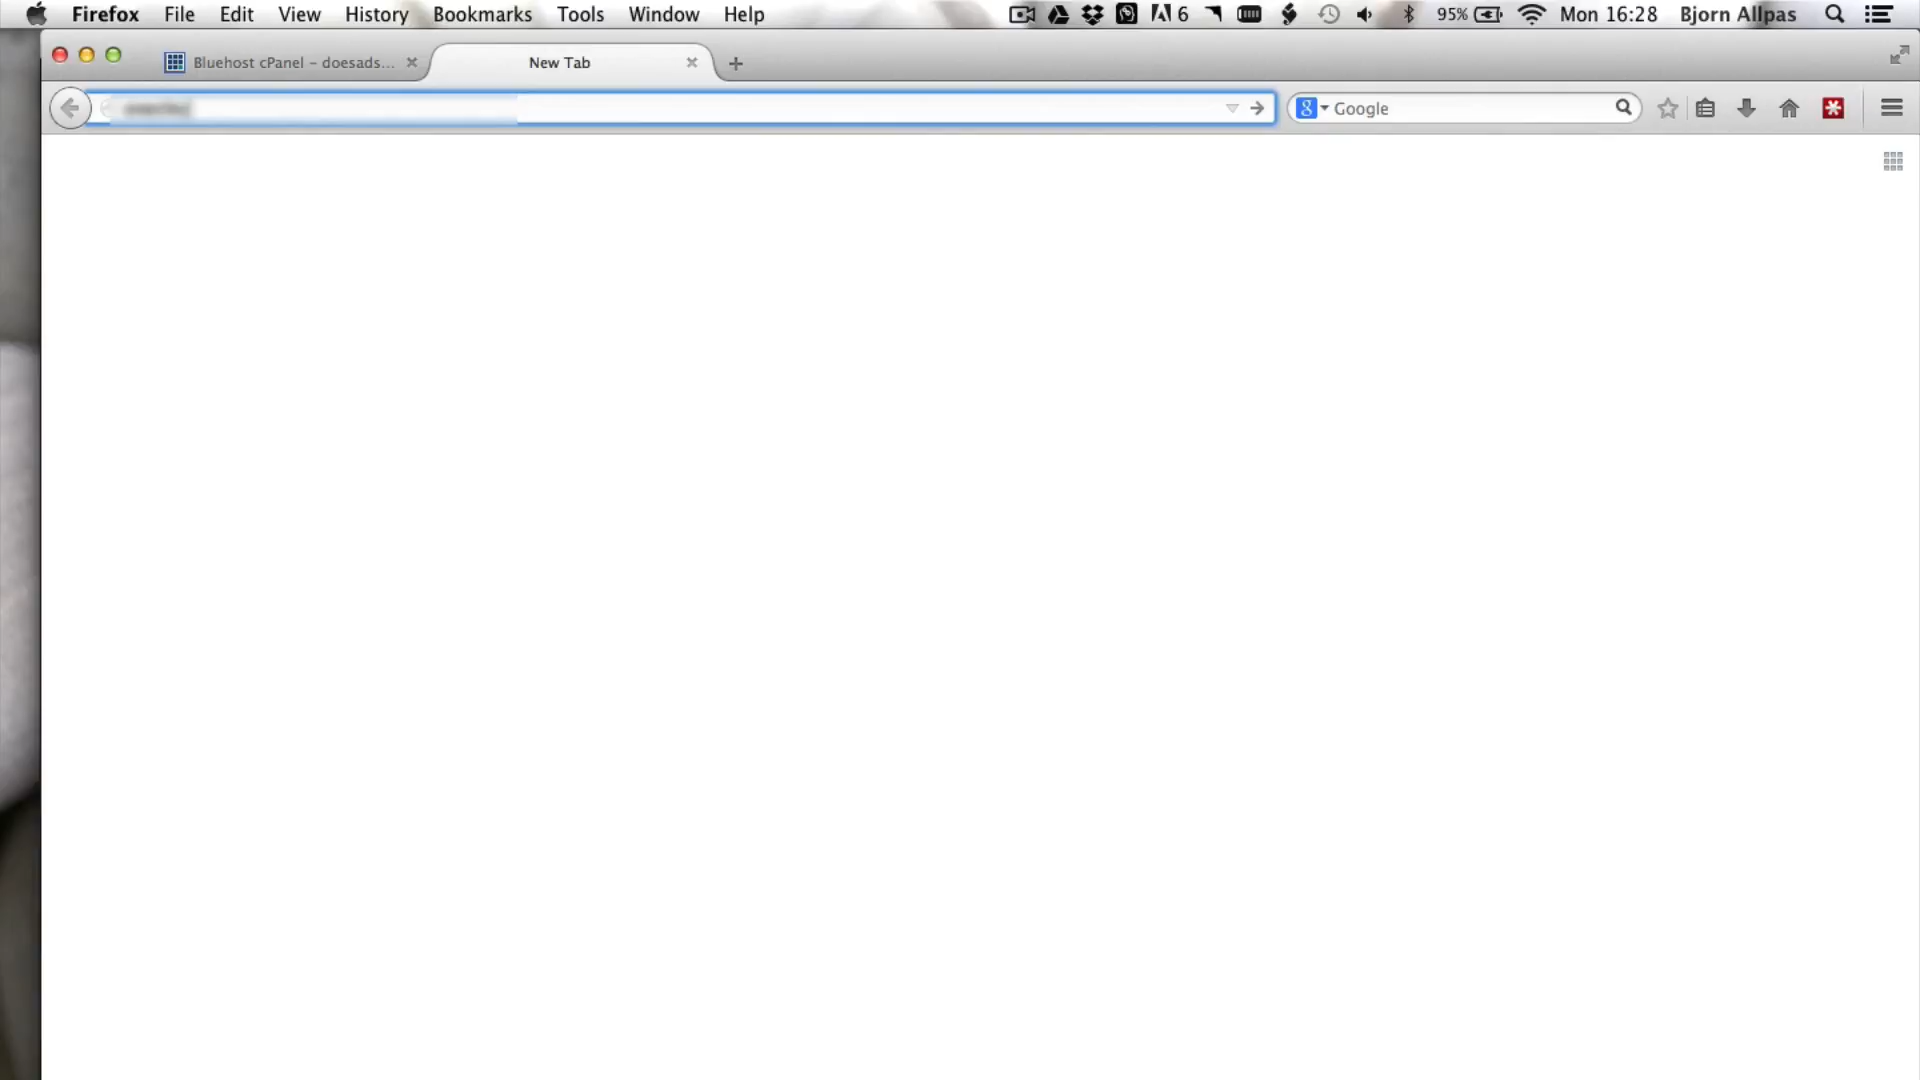 Firefox File Edit View History Bookmarks Tools Window Help 6 95% Mon 16:28 Bjorn Allpas
Bluehost cPanel – doesads... New Tab
Google